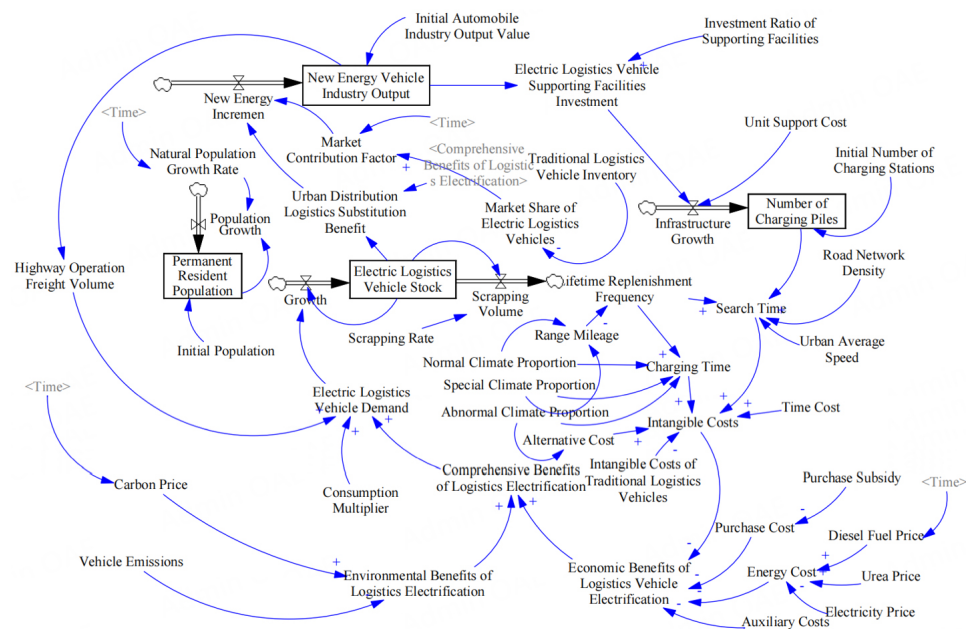 Initial Automobile
Industry Output Value
Investment Ratio of
Supporting Facilities
New Energy Vehicle
Industry Output
Electric Logistics Vehicle
Supporting Facilities
Investment
New Energy
Incremen
<Time>
<Time>
Market
Contribution Factor
<Comprehensive
Benefits of Logistic
s Electrification>
Traditional Logistics
Vehicle Inventory
Unit Support Cost
Initial Number of
Charging Stations
Natural Population
Growth Rate
Urban Distribution
Logistics Substitution
Benefit
Market Share of
Electric Logistics
Vehicles
Number of
Charging Piles
Infrastructure
Growth
Population
Growth
Permanent
Resident
Population
Highway Operation
Freight Volume
Electric Logistics
Vehicle Stock
Growth
Scrapping
Volume
Lifetime Replenishment
Frequency
Road Network
Density
Search Time
Scrapping Rate
Range Mileage
Urban Average
Speed
Initial Population
Normal Climate Proportion
Charging Time
Special Climate Proportion
<Time>
Electric Logistics
Vehicle Demand
Abnormal Climate Proportion
Intangible Costs
Time Cost
Alternative Cost
Comprehensive Benefits
of Logistics Electrification
Intangible Costs of
Traditional Logistics
Vehicles
Carbon Price
Consumption
Multiplier
Purchase Subsidy
<Time>
Purchase Cost
Diesel Fuel Price
Vehicle Emissions
Environmental Benefits of
Logistics Electrification
Economic Benefits of
Logistics Vehicle
Electrification
Energy Cost
Urea Price
Electricity Price
Auxiliary Costs